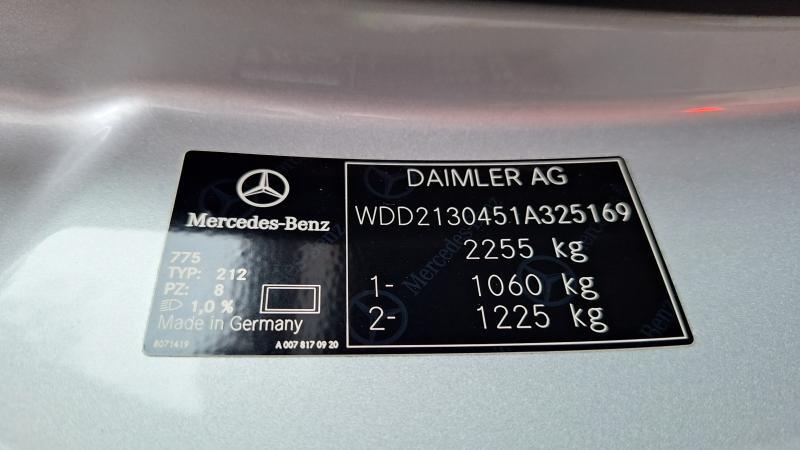 Mercedes-Benz
775
TYP: 212
PZ: 8
1,0 %
Made in Germany
8071419
A 007 817 09 20
DAIMLER AG
WDD2130451A325169
2255 kg
1- 1060 kg
2- 1225 kg